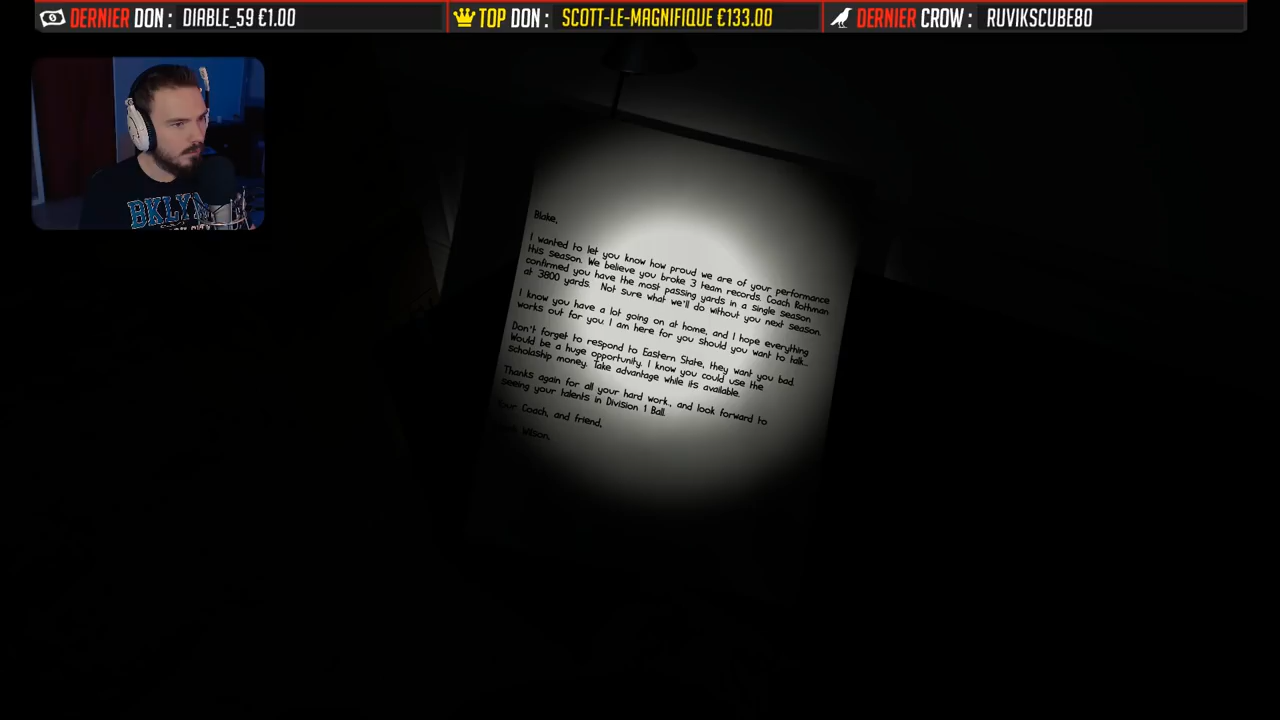 DERNIER DON : DIABLE_59 €1.00
TOP DON : SCOTT-LE-MAGNIFIQUE €133.00
DERNIER CROW : RUVIKSCUBE80
BKLYN
Blake,
I wanted to let you know how proud we are of your performance
this season. We believe you broke 3 team records. Coach Rothman
confirmed you have the most passing yards in a single season
at 3800 yards. Not sure what we'll do without you next season.
I know you have a lot going on at home, and I hope everything
works out for you. I am here for you should you want to talk...
Don't forget to respond to Eastern State, they want you bad.
Would be a huge opportunity. I know you could use the
scholaship money. Take advantage while its available.
Thanks again for all your hard work., and look forward to
seeing your talents in Division 1 Ball.
Your Coach, and friend,
Wilson,